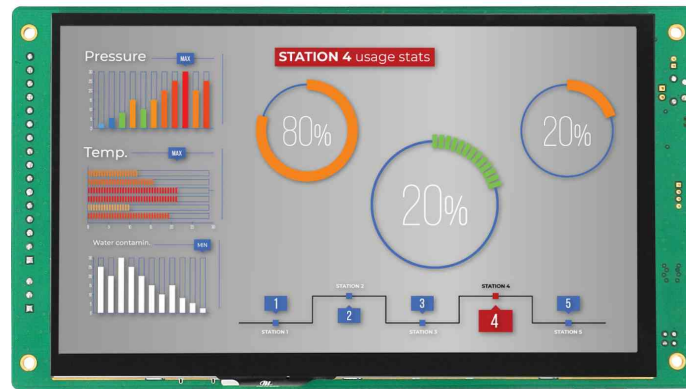 Pressure
MAX
STATION 4 usage stats
80%
20%
20%
Temp.
MAX
Water contamin.
MIN
STATION 2
STATION 4
1
2
3
4
5
STATION 1
STATION 3
STATION 5